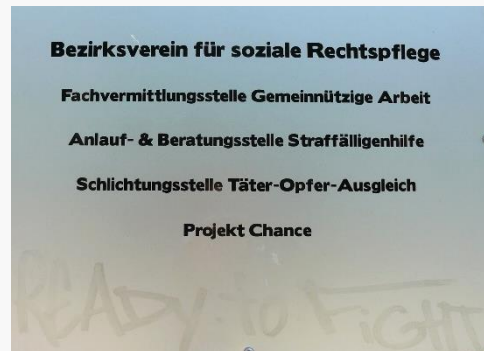 Bezirksverein für soziale Rechtspflege
Fachvermittlungsstelle Gemeinnützige Arbeit
Anlauf- & Beratungsstelle Straffälligenhilfe
Schlichtungsstelle Täter-Opfer-Ausgleich
Projekt Chance
READY to FIGHT